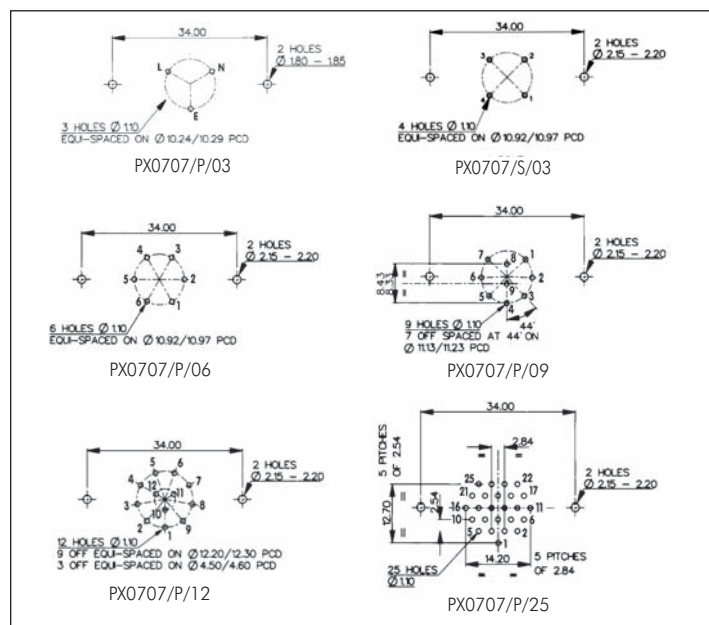 34.00
2 HOLES
Ø 1.80 – 1.85
L
N
E
3 HOLES Ø 1.10
EQUI-SPACED ON Ø 10.24/10.29 PCD
PX0707/P/03
34.00
2 HOLES
Ø 2.15 – 2.20
3
2
4
1
4 HOLES Ø 1.10
EQUI-SPACED ON Ø 10.92/10.97 PCD
PX0707/S/03
34.00
2 HOLES
Ø 2.15 – 2.20
4
3
5
2
6
1
6 HOLES Ø 1.10
EQUI-SPACED ON Ø 10.92/10.97 PCD
PX0707/P/06
34.00
2 HOLES
Ø 2.15 – 2.20
7
8
1
6
2
9
5
3
4
8.43
8.33
44'
9 HOLES Ø 1.10
7 OFF SPACED AT 44' ON
Ø 11.13/11.23 PCD
PX0707/P/09
34.00
2 HOLES
Ø 2.15 – 2.20
5
6
4
12
7
11
3
8
10
2
9
1
12 HOLES Ø 1.10
9 OFF EQUI-SPACED ON Ø 12.20/12.30 PCD
3 OFF EQUI-SPACED ON Ø 4.50/4.60 PCD
PX0707/P/12
34.00
5 PITCHES
OF 2.54
2.84
2 HOLES
Ø 2.15 – 2.20
25
22
21
17
16
11
10
6
5
2
1
12.70
2.54
14.20
5 PITCHES
OF 2.84
25 HOLES
Ø 1.10
PX0707/P/25